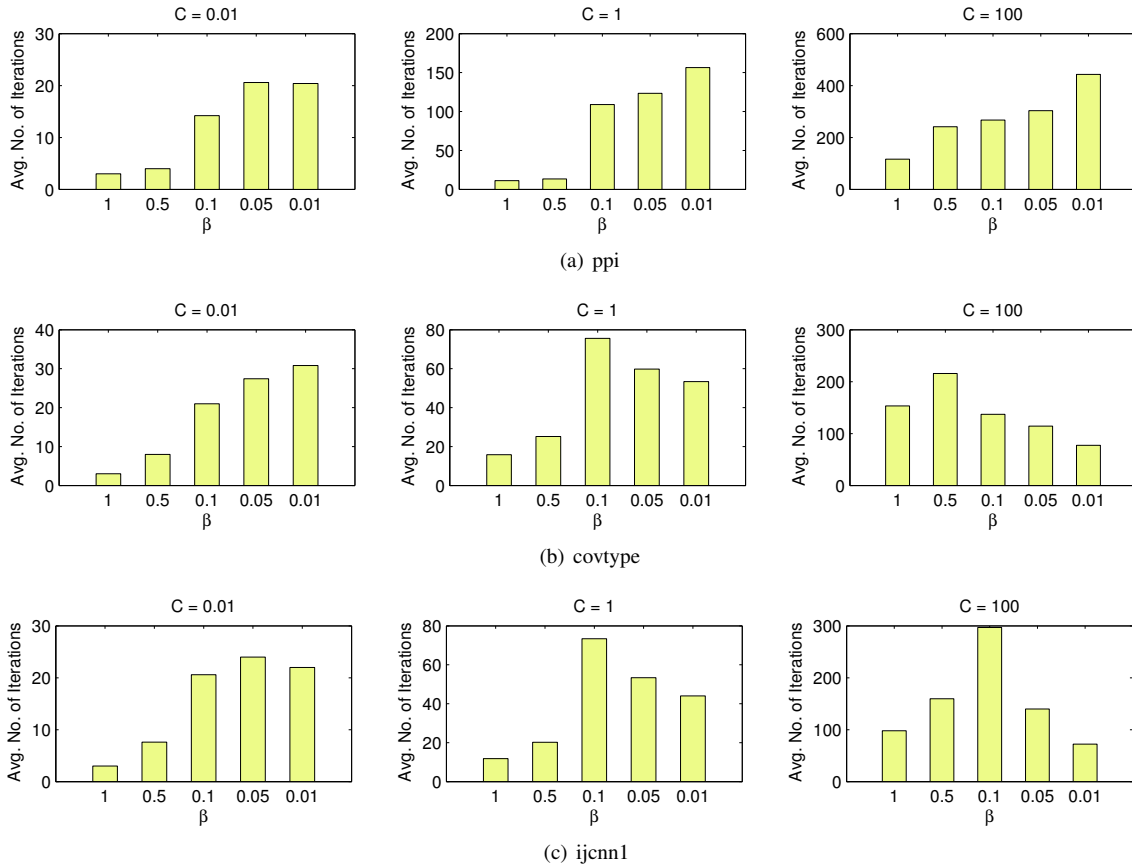 C = 0.01
Avg. No. of Iterations
30
20
10
0
1 0.5 0.1 0.05 0.01
β
C = 1
Avg. No. of Iterations
200
150
100
50
0
1 0.5 0.1 0.05 0.01
β
C = 100
Avg. No. of Iterations
600
400
200
0
1 0.5 0.1 0.05 0.01
β
(a) ppi
C = 0.01
Avg. No. of Iterations
40
30
20
10
0
1 0.5 0.1 0.05 0.01
β
C = 1
Avg. No. of Iterations
80
60
40
20
0
1 0.5 0.1 0.05 0.01
β
C = 100
Avg. No. of Iterations
300
200
100
0
1 0.5 0.1 0.05 0.01
β
(b) covtype
C = 0.01
Avg. No. of Iterations
30
20
10
0
1 0.5 0.1 0.05 0.01
β
C = 1
Avg. No. of Iterations
80
60
40
20
0
1 0.5 0.1 0.05 0.01
β
C = 100
Avg. No. of Iterations
300
200
100
0
1 0.5 0.1 0.05 0.01
β
(c) ijcnn1